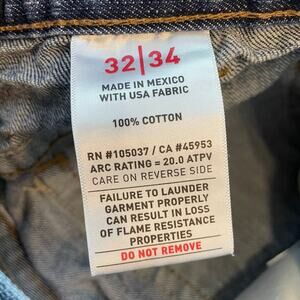 32|34
MADE IN MEXICO
WITH USA FABRIC
100% COTTON
RN #105037 / CA #45953
ARC RATING = 20.0 ATPV
CARE ON REVERSE SIDE
FAILURE TO LAUNDER
GARMENT PROPERLY
CAN RESULT IN LOSS
OF FLAME RESISTANCE
PROPERTIES
DO NOT REMOVE